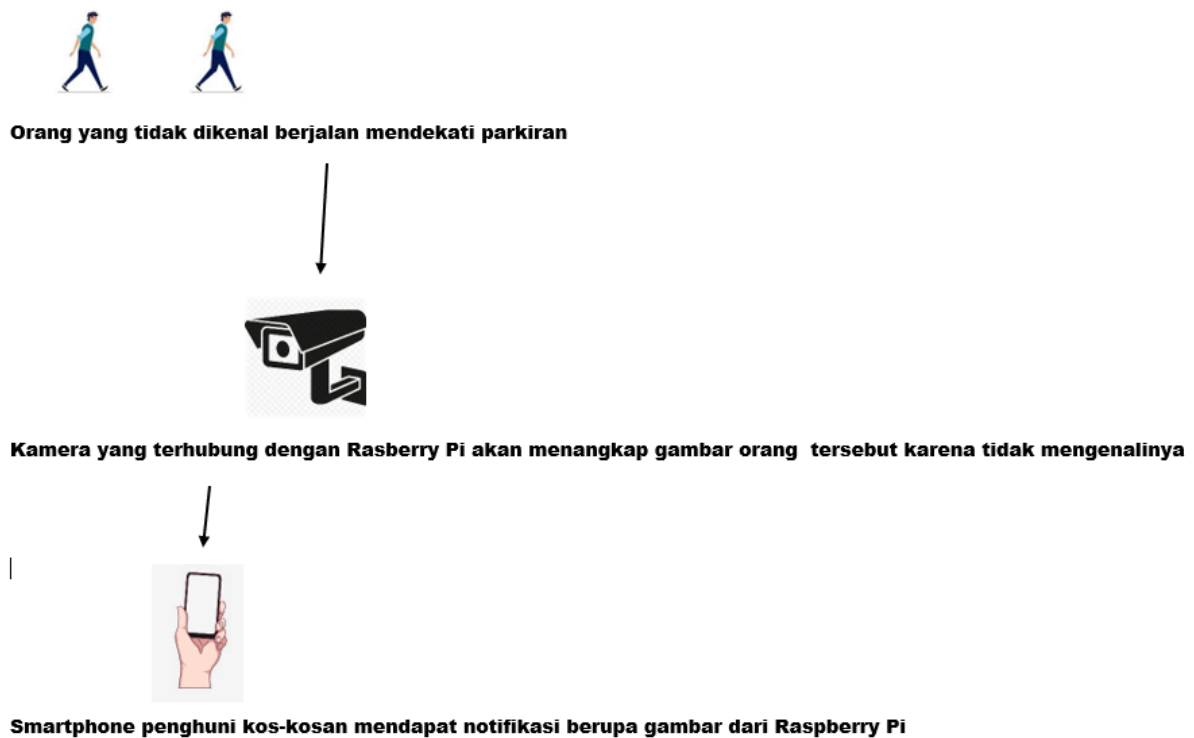 Orang yang tidak dikenal berjalan mendekati parkiran
Kamera yang terhubung dengan Rasberry Pi akan menangkap gambar orang  tersebut karena tidak mengenalinya
Smartphone penghuni kos-kosan mendapat notifikasi berupa gambar dari Raspberry Pi